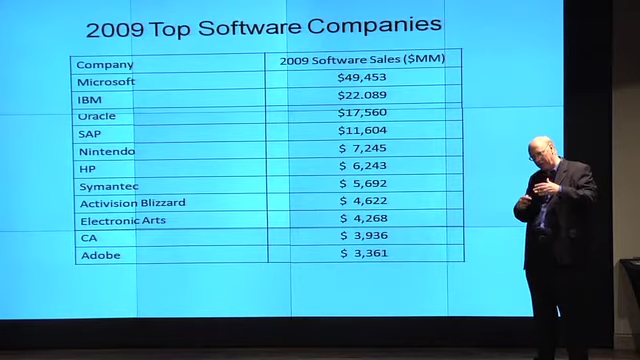 2009 Top Software Companies
Company 2009 Software Sales ($MM)
Microsoft $49,453
IBM $22.089
Oracle $17,560
SAP $11,604
Nintendo $ 7,245
HP $ 6,243
Symantec $ 5,692
Activision Blizzard $ 4,622
Electronic Arts $ 4,268
CA $ 3,936
Adobe $ 3,361